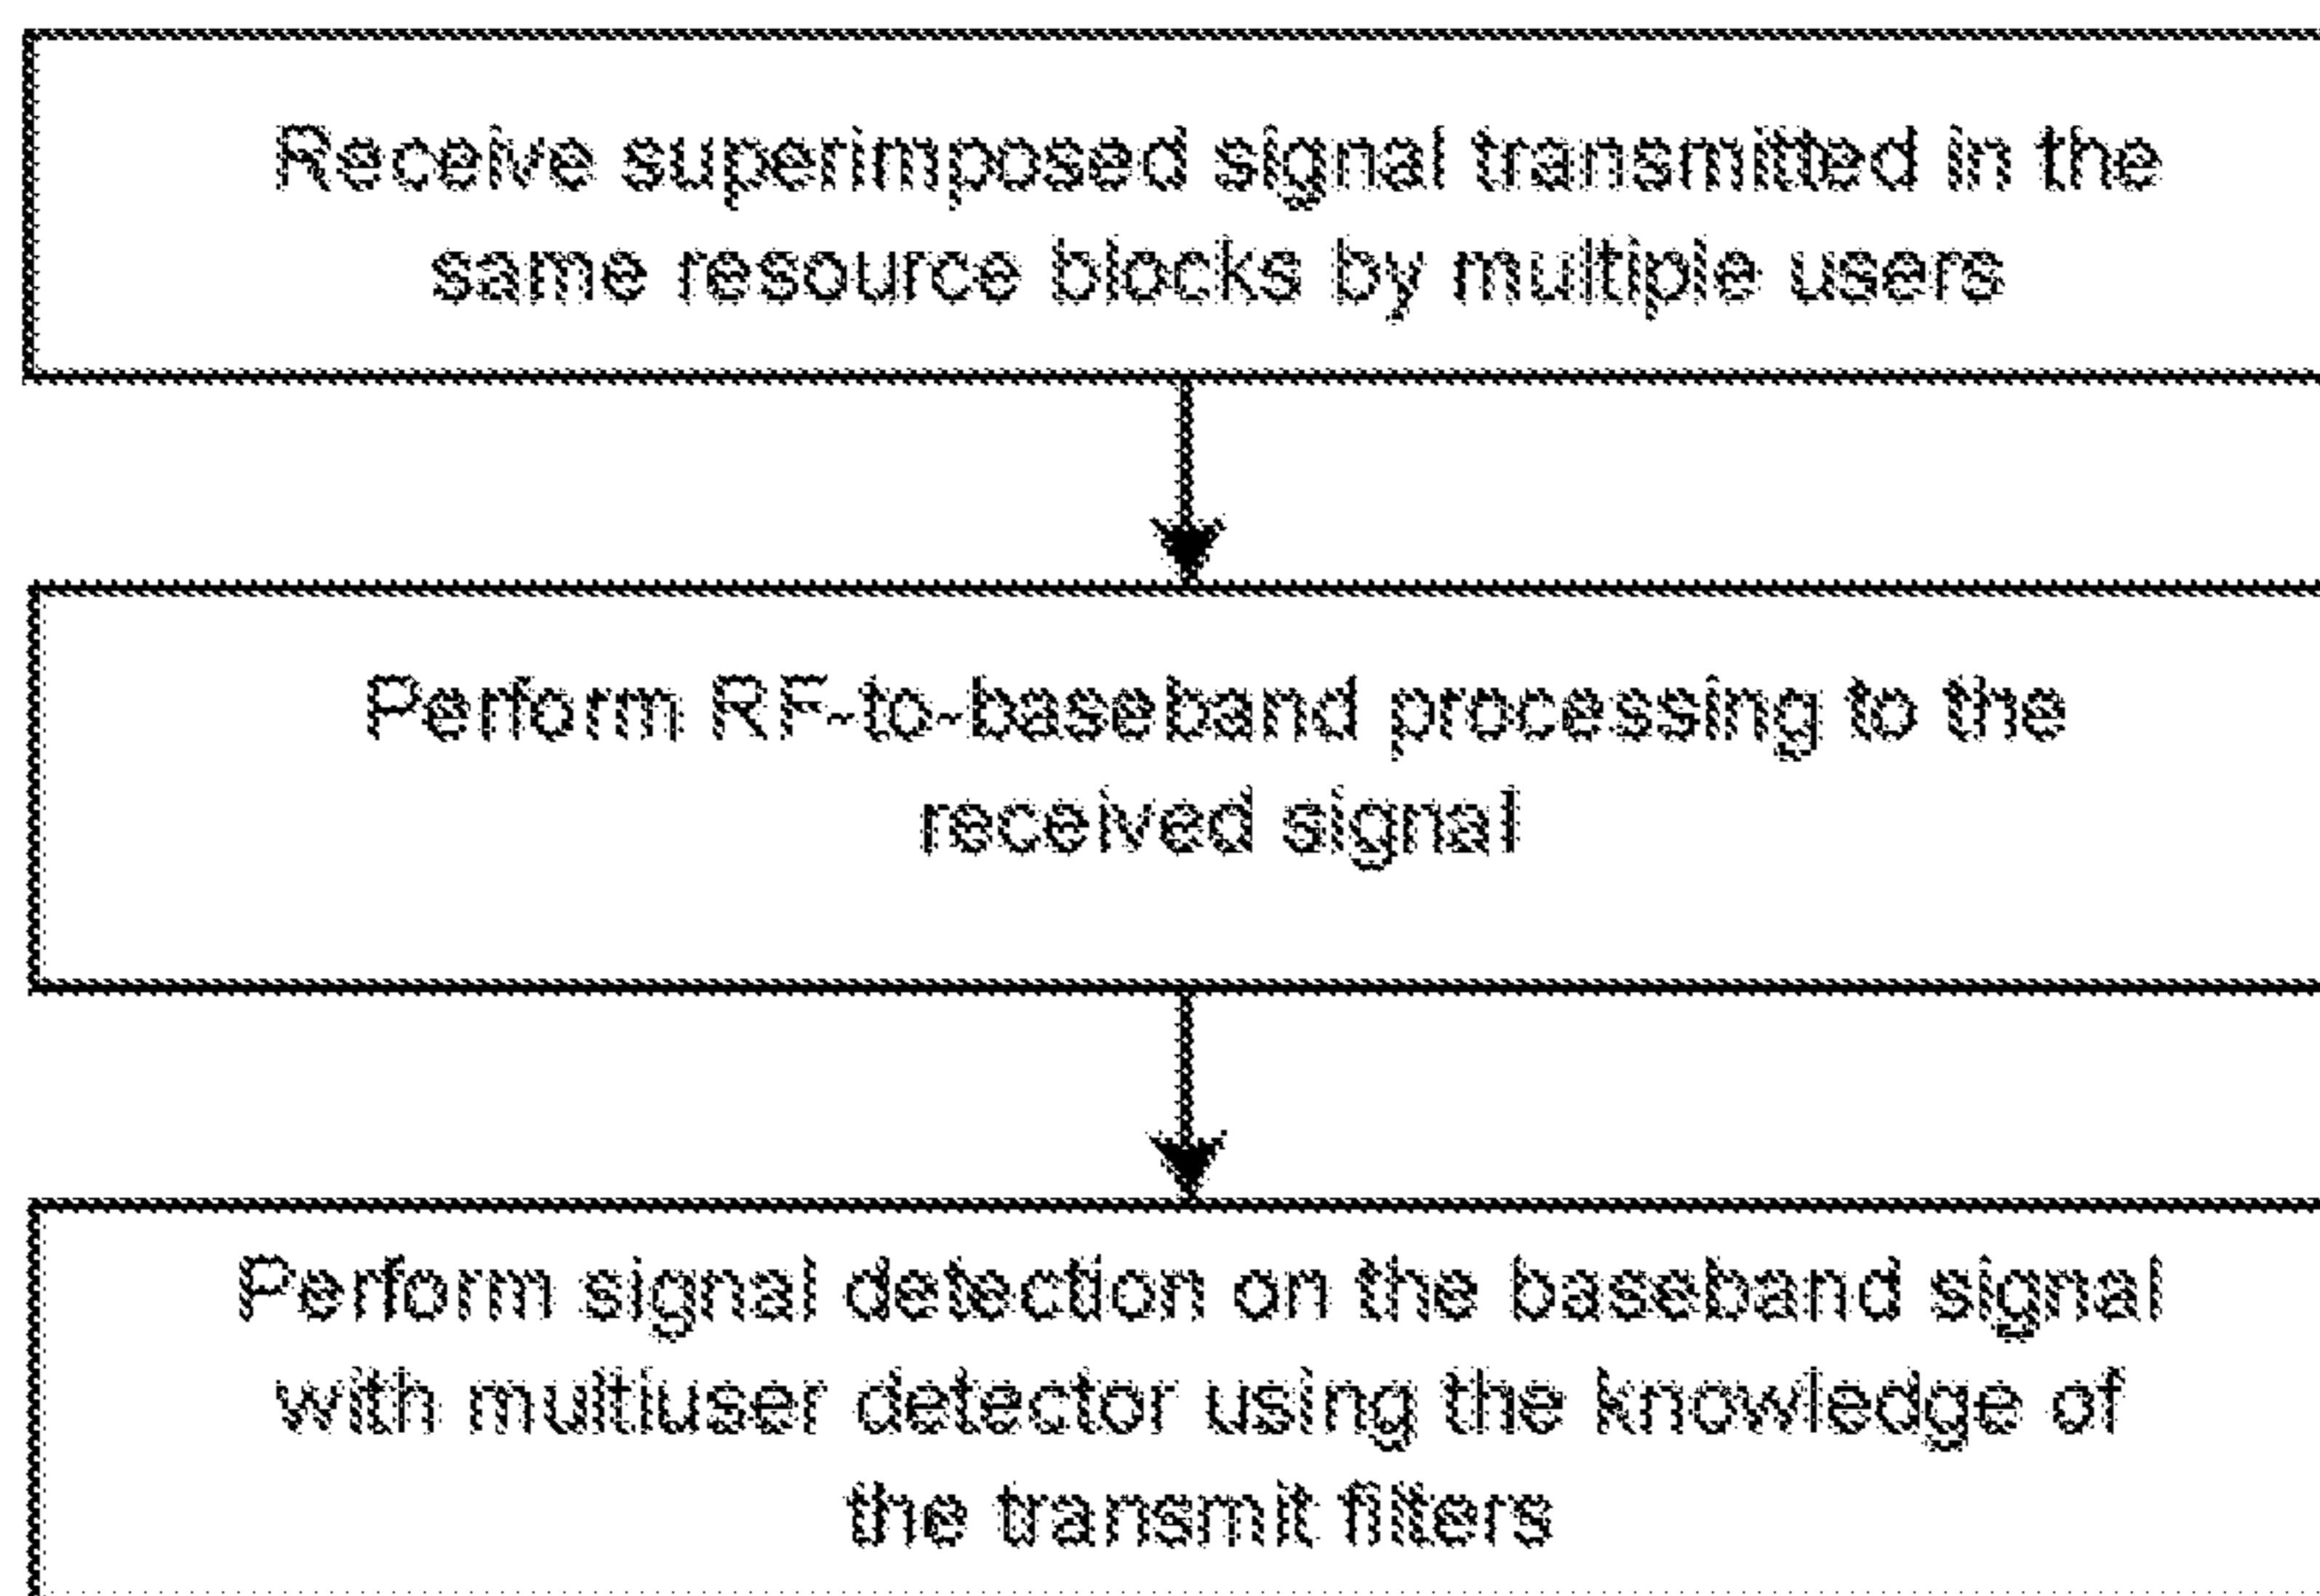 Receive superimposed signal transmitted in the
same resource blocks by multiple users
Perform RF-to-baseband processing to the
received signal
Perform signal detection on the baseband signal
with multiuser detector using the knowledge of
the transmit filters